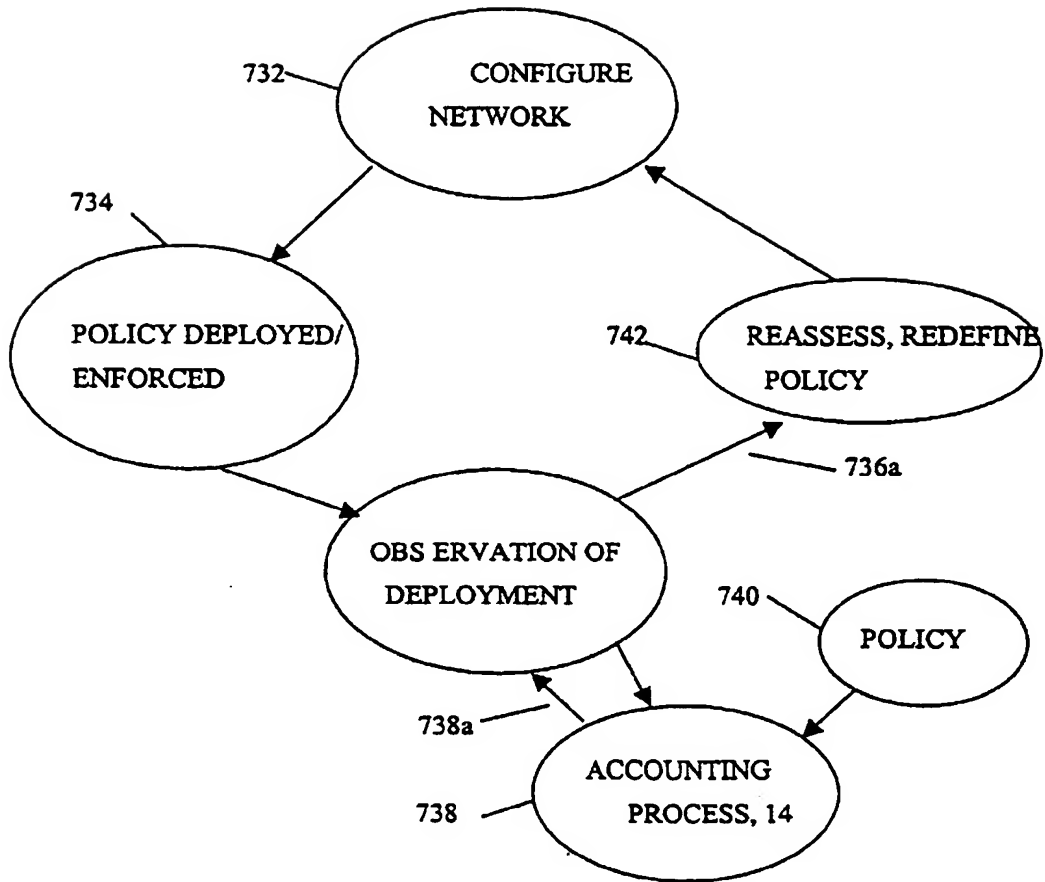 732
CONFIGURE
NETWORK
734
POLICY DEPLOYED/
ENFORCED
742
REASSESS, REDEFINE
POLICY
736a
OBS ERVATION OF
DEPLOYMENT
740
POLICY
738a
ACCOUNTING
PROCESS, 14
738